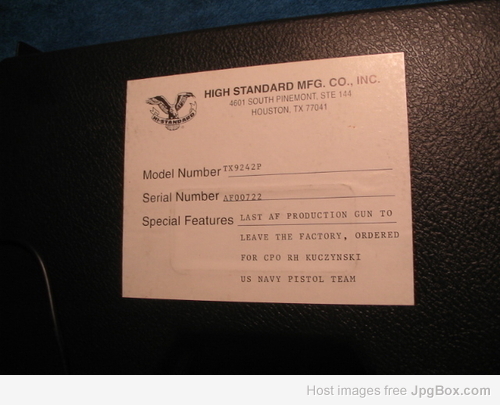 HIGH STANDARD MFG. CO., INC.
4601 SOUTH PINEMONT, STE 144
HOUSTON, TX 77041
HI-STANDARD
Model Number TX9242P
Serial Number AF00722
Special Features LAST AF PRODUCTION GUN TO
LEAVE THE FACTORY, ORDERED
FOR CPO RH KUCZYNSKI
US NAVY PISTOL TEAM
Host images free JpgBox.com